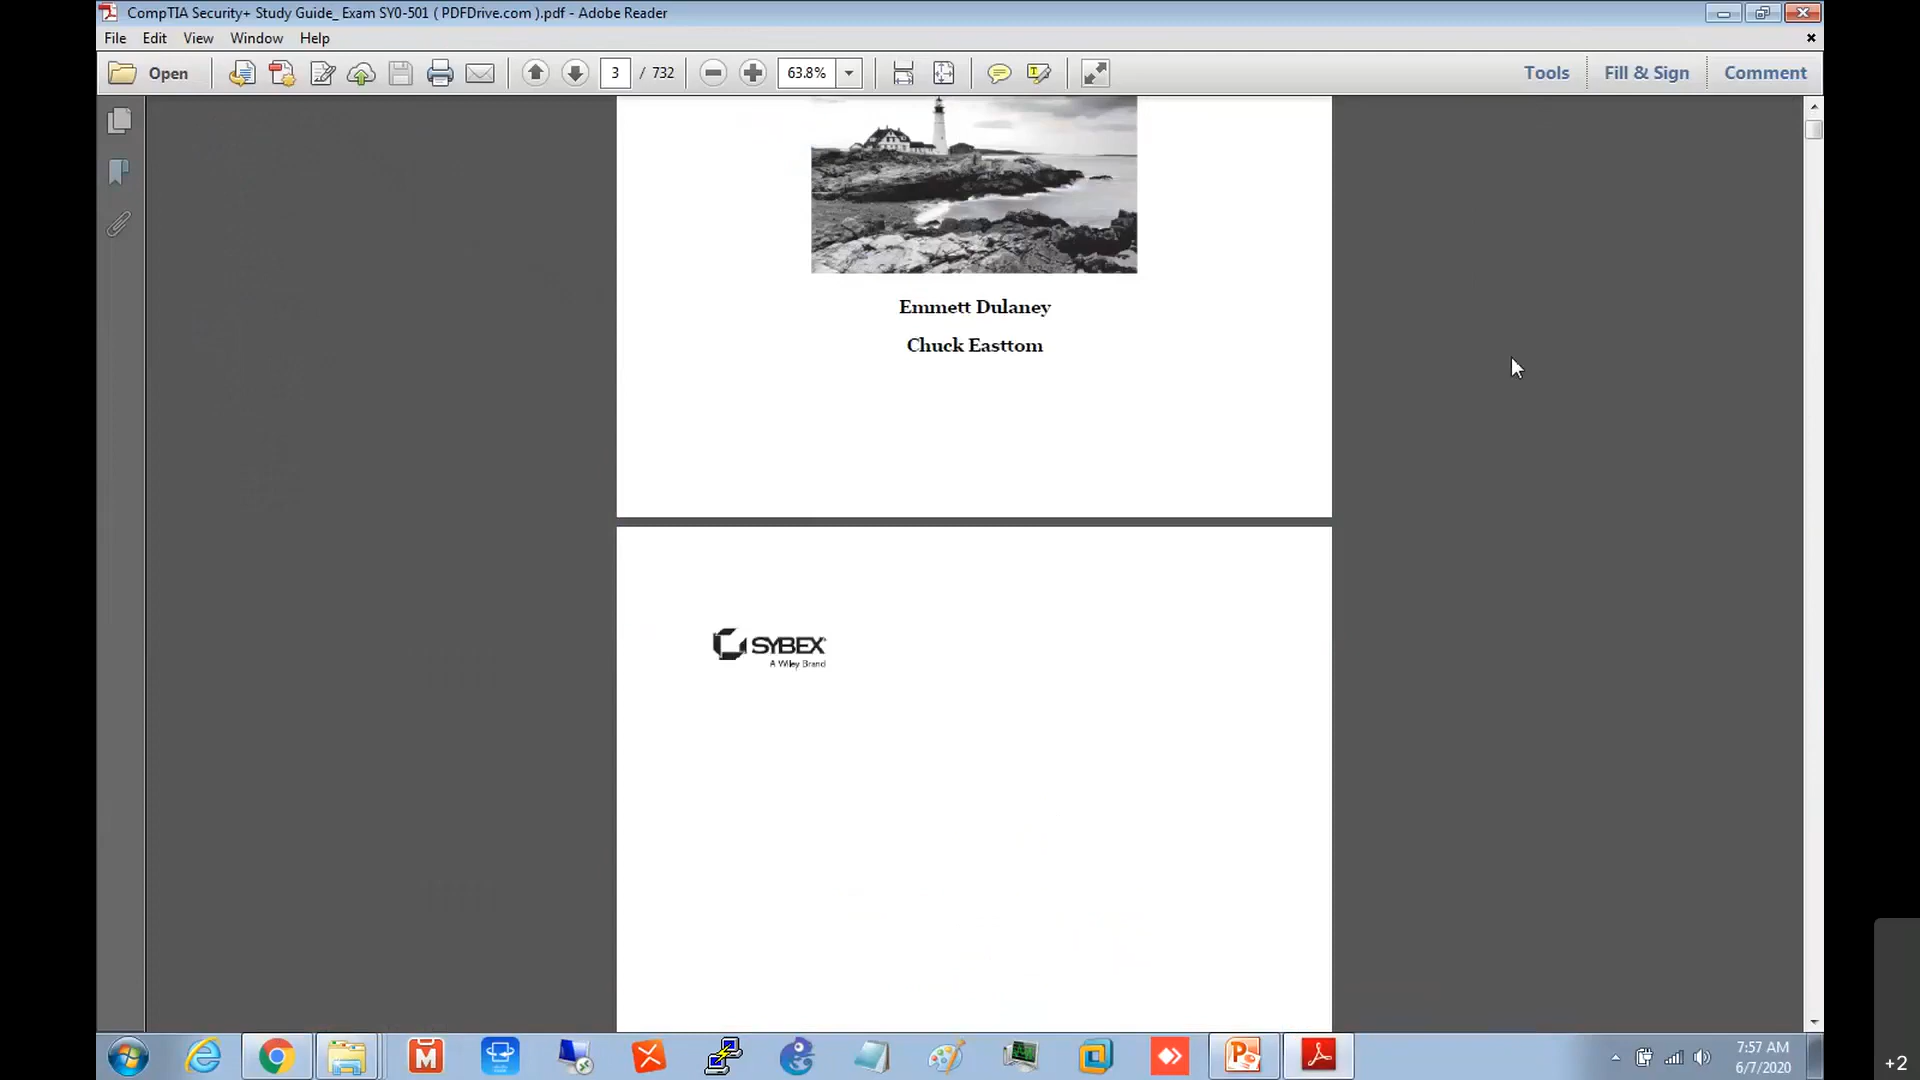 CompTIA Security+ Study Guide_ Exam SY0-501 ( PDFDrive.com ).pdf - Adobe Reader
File Edit View Window Help
Open 3 / 732 63.8% Tools Fill & Sign Comment
Emmett Dulaney
Chuck Easttom
SYBEX
A Wiley Brand
7:57 AM
6/7/2020
+2